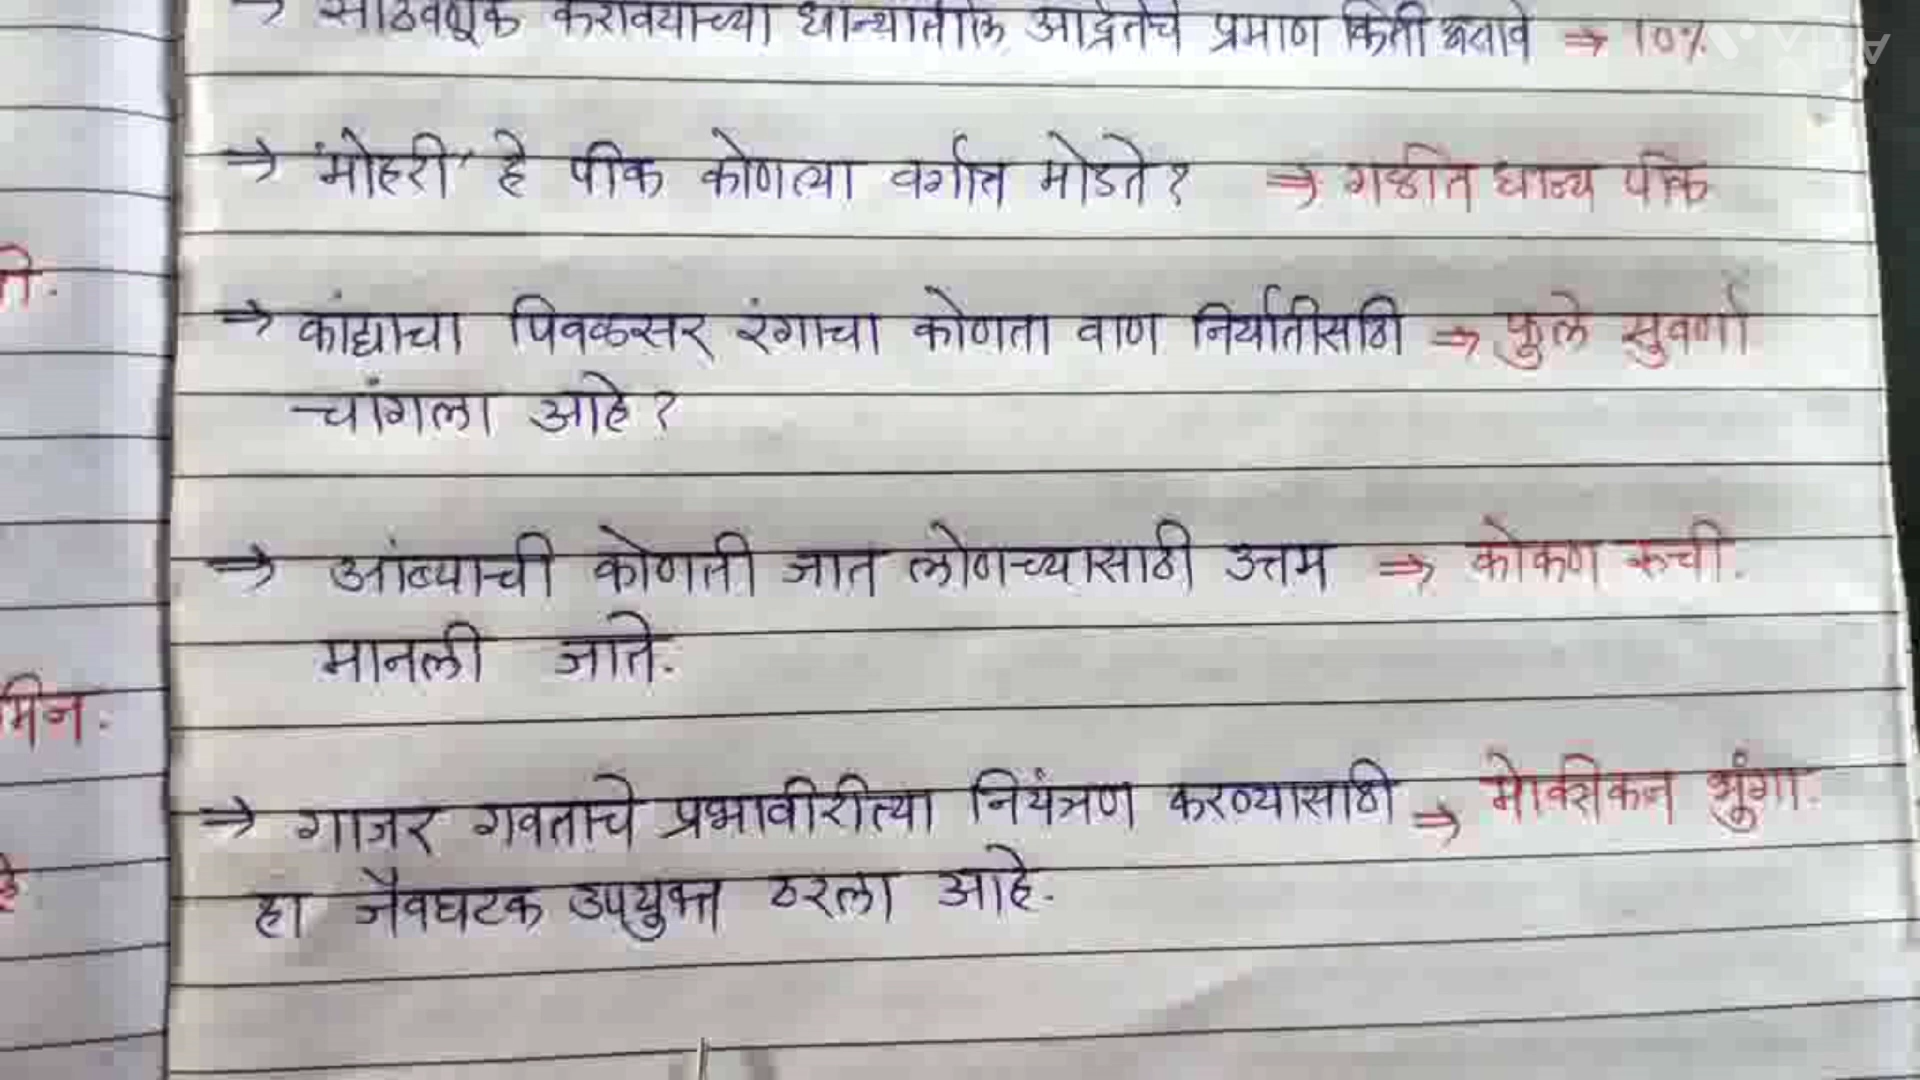 → साठवणूक करावयाच्या धान्यातील आर्द्रतेचे प्रमाण किती असावे ⇒ 10%
→ "मोहरी" हे पीक कोणत्या वर्गात मोडते? ⇒ गळीत धान्य पीक
→ कांद्याचा पिवळसर रंगाचा कोणता वाण निर्यातीसाठी ⇒ फुले सुवर्णा
चांगला आहे?
→ आंब्याची कोणती जात लोणच्यासाठी उत्तम ⇒ कोकण रुची.
मानली जाते.
→ गाजर गवताचे प्रभावीरीत्या नियंत्रण करण्यासाठी ⇒ मेक्सिकन भुंगा.
हा जैवघटक उपयुक्त ठरला आहे.